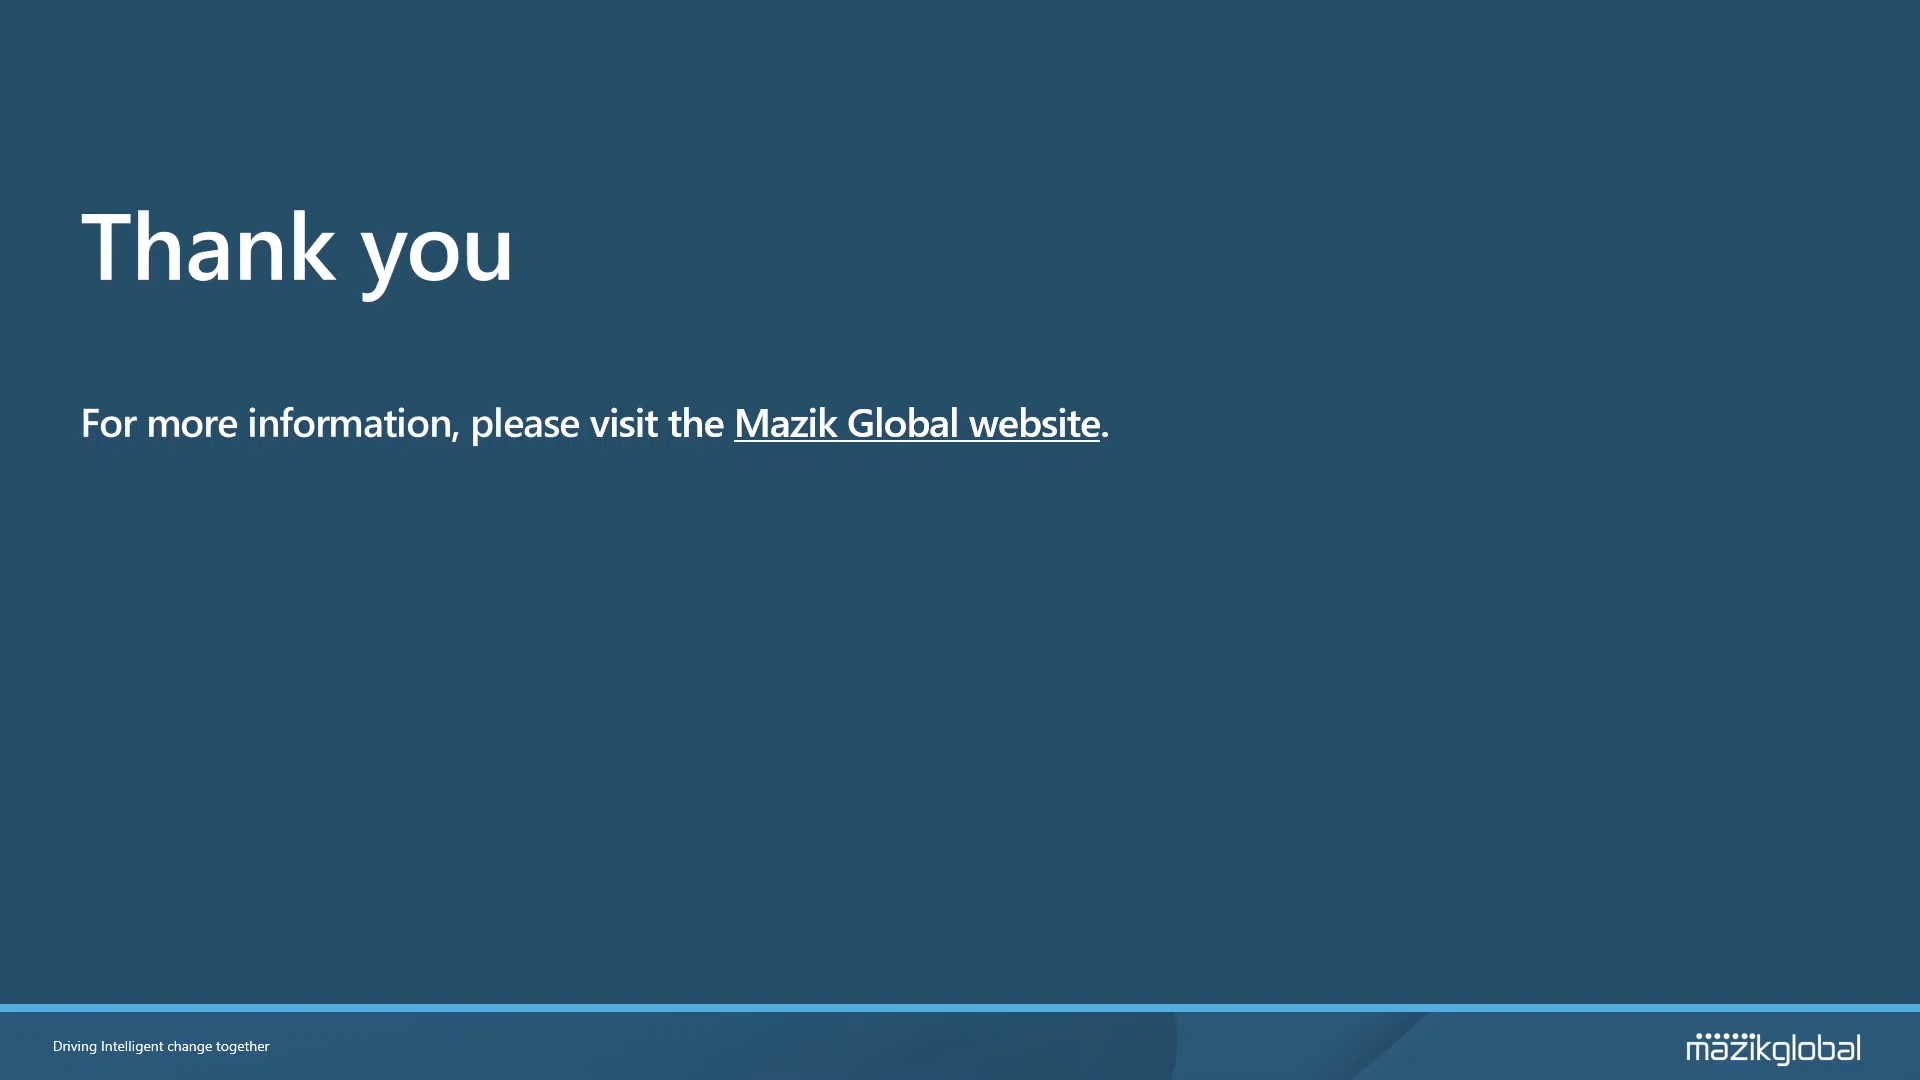 Thank you
For more information, please visit the Mazik Global website.
Driving Intelligent change together
mazikglobal